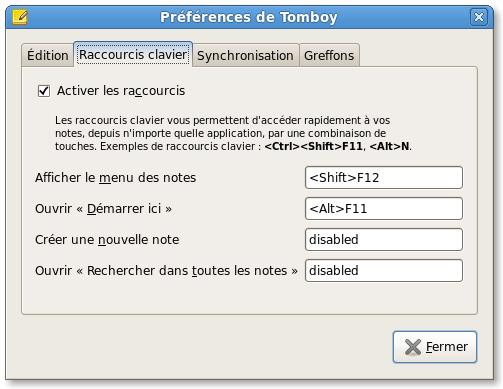 Préférences de Tomboy
Édition
Raccourcis clavier
Synchronisation
Greffons
Activer les raccourcis
Les raccourcis clavier vous permettent d'accéder rapidement à vos
notes, depuis n'importe quelle application, par une combinaison de
touches. Exemples de raccourcis clavier : <Ctrl><Shift>F11, <Alt>N.
Afficher le menu des notes
<Shift>F12
Ouvrir « Démarrer ici »
<Alt>F11
Créer une nouvelle note
disabled
Ouvrir « Rechercher dans toutes les notes »
disabled
Fermer